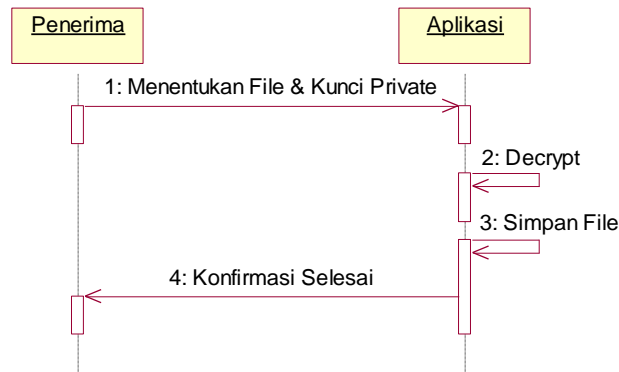 Penerima
Aplikasi
1: Menentukan File & Kunci Private
2: Decrypt
3: Simpan File
4: Konfirmasi Selesai